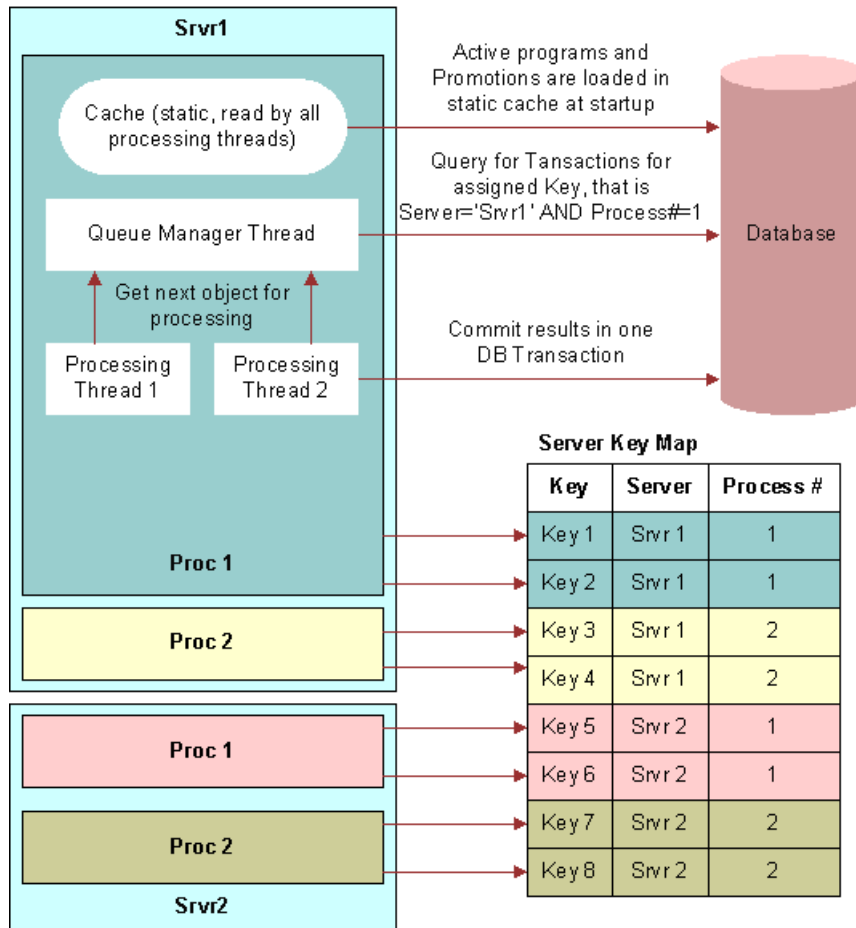 Srvr1
Cache (static, read by all
processing threads)
Active programs and
Promotions are loaded in
static cache at startup
Queue Manager Thread
Query for Tansactions for
assigned Key, that is
Server='Srvr1' AND Process#=1
Database
Get next object for
processing
Processing
Thread 1
Processing
Thread 2
Commit results in one
DB Transaction
Proc 1
Proc 2
Proc 1
Proc 2
Srvr2
Server Key Map
Key Server Process #
Key 1 Srvr 1 1
Key 2 Srvr 1 1
Key 3 Srvr 1 2
Key 4 Srvr 1 2
Key 5 Srvr 2 1
Key 6 Srvr 2 1
Key 7 Srvr 2 2
Key 8 Srvr 2 2